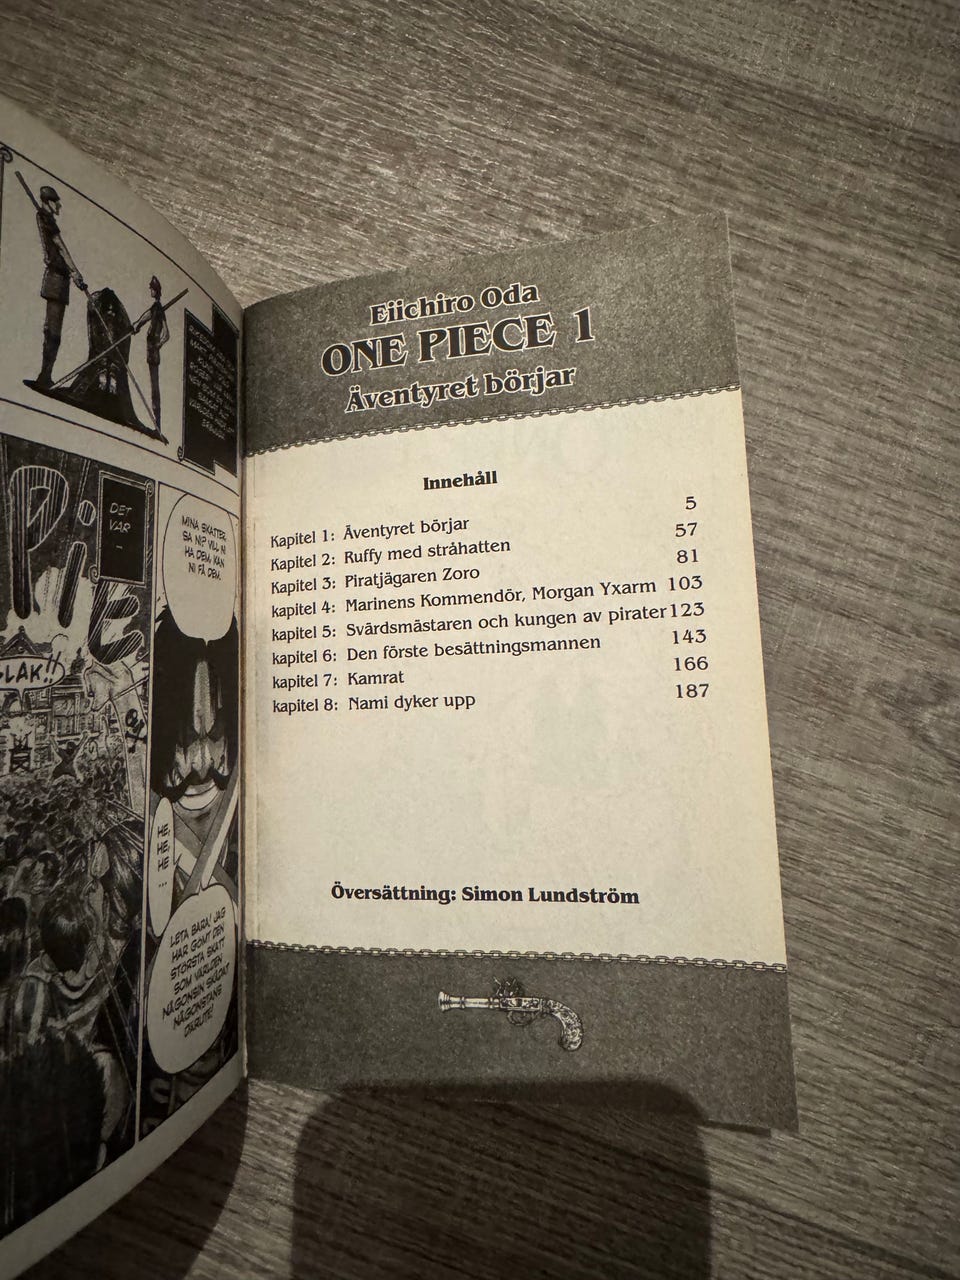 DET
VAR
–
MINA SKATTER,
SA NI? VILL NI
HA DEM, KAN
NI FÅ DEM.
HE,
HE,
HE
...
LETA BARA! JAG
HAR GÖMT DEN
STÖRSTA SKATT
SOM VÄRLDEN
NÅGONSIN SKÅDAT
NÅGONSTANS
DÄRUTE!
Eiichiro Oda
ONE PIECE 1
Äventyret börjar
Innehåll
Kapitel 1: Äventyret börjar 5
Kapitel 2: Ruffy med stråhatten 57
Kapitel 3: Piratjägaren Zoro 81
kapitel 4: Marinens Kommendör, Morgan Yxarm 103
kapitel 5: Svärdsmästaren och kungen av pirater 123
kapitel 6: Den förste besättningsmannen 143
kapitel 7: Kamrat 166
kapitel 8: Nami dyker upp 187
Översättning: Simon Lundström